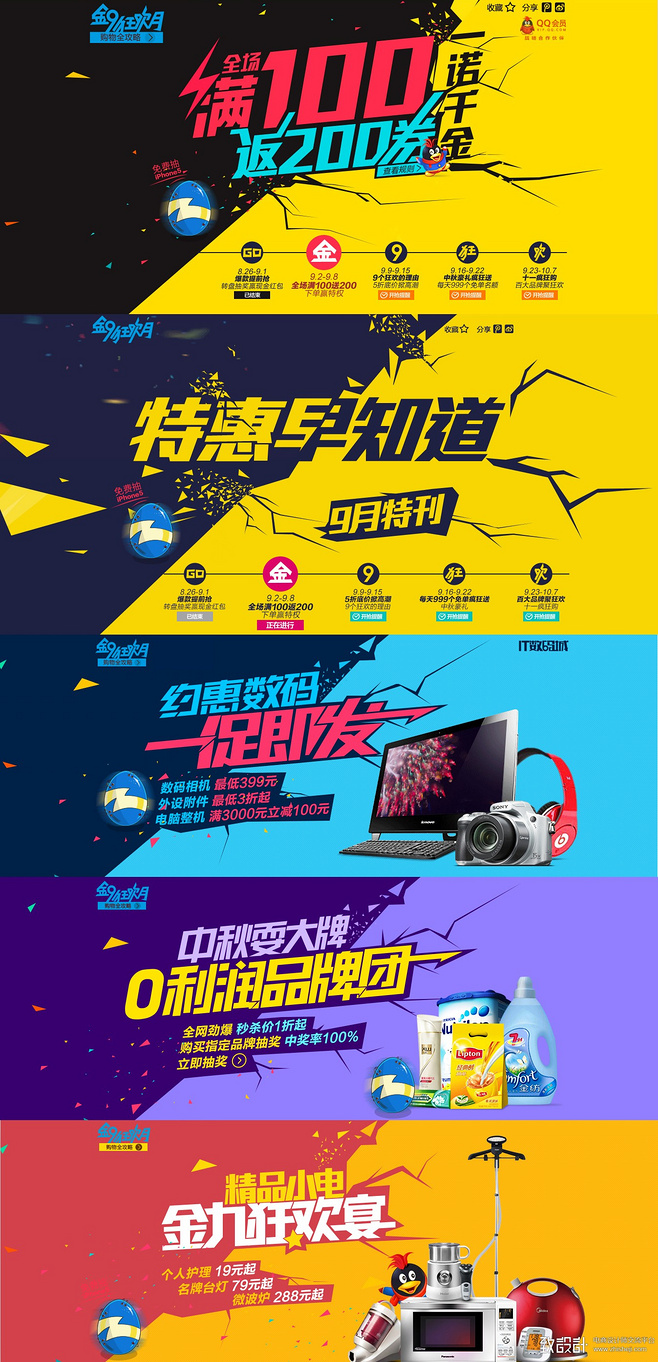 金9狂欢月
购物全攻略
收藏 分享
QQ会员
VIP.QQ.COM
全场
满100
返200券
一诺千金
查看规则
免费抽
iPhone5
GO
金
9
狂
欢
8.26-9.1
爆款提前抢
转盘抽奖赢现金红包
已结束
9.2-9.8
全场满100送200
下单赢特权
9.9-9.15
9个狂欢的理由
5折底价掀高潮
开抢提醒
9.16-9.22
中秋豪礼疯狂送
每天999个免单名额
开抢提醒
9.23-10.7
十一疯狂购
百大品牌聚狂欢
开抢提醒
金9狂欢月
收藏 分享
特惠早知道
9月特刊
免费抽
iPhone5
GO
金
9
狂
欢
8.26-9.1
爆款提前抢
转盘抽奖赢现金红包
已结束
9.2-9.8
全场满100返200
下单赢特权
正在进行
9.9-9.15
5折底价掀高潮
9个狂欢的理由
开抢提醒
9.16-9.22
每天999个免单疯狂送
中秋豪礼
开抢提醒
9.23-10.7
百大品牌聚狂欢
十一疯狂购
开抢提醒
金9狂欢月
购物全攻略
IT数码城
约惠数码
一促即发
数码相机 最低399元
外设附件 最低3折起
电脑整机 满3000元立减100元
lenovo
SONY
金9狂欢月
购物全攻略
中秋耍大牌
0利润品牌团
全网劲爆 秒杀价1折起
购买指定品牌抽奖 中奖率100%
立即抽奖
Lipton
Comfort
金纺
金9狂欢月
购物全攻略
精品小电
金九狂欢宴
个人护理 19元起
名牌台灯 79元起
微波炉 288元起
Panasonic
Midea